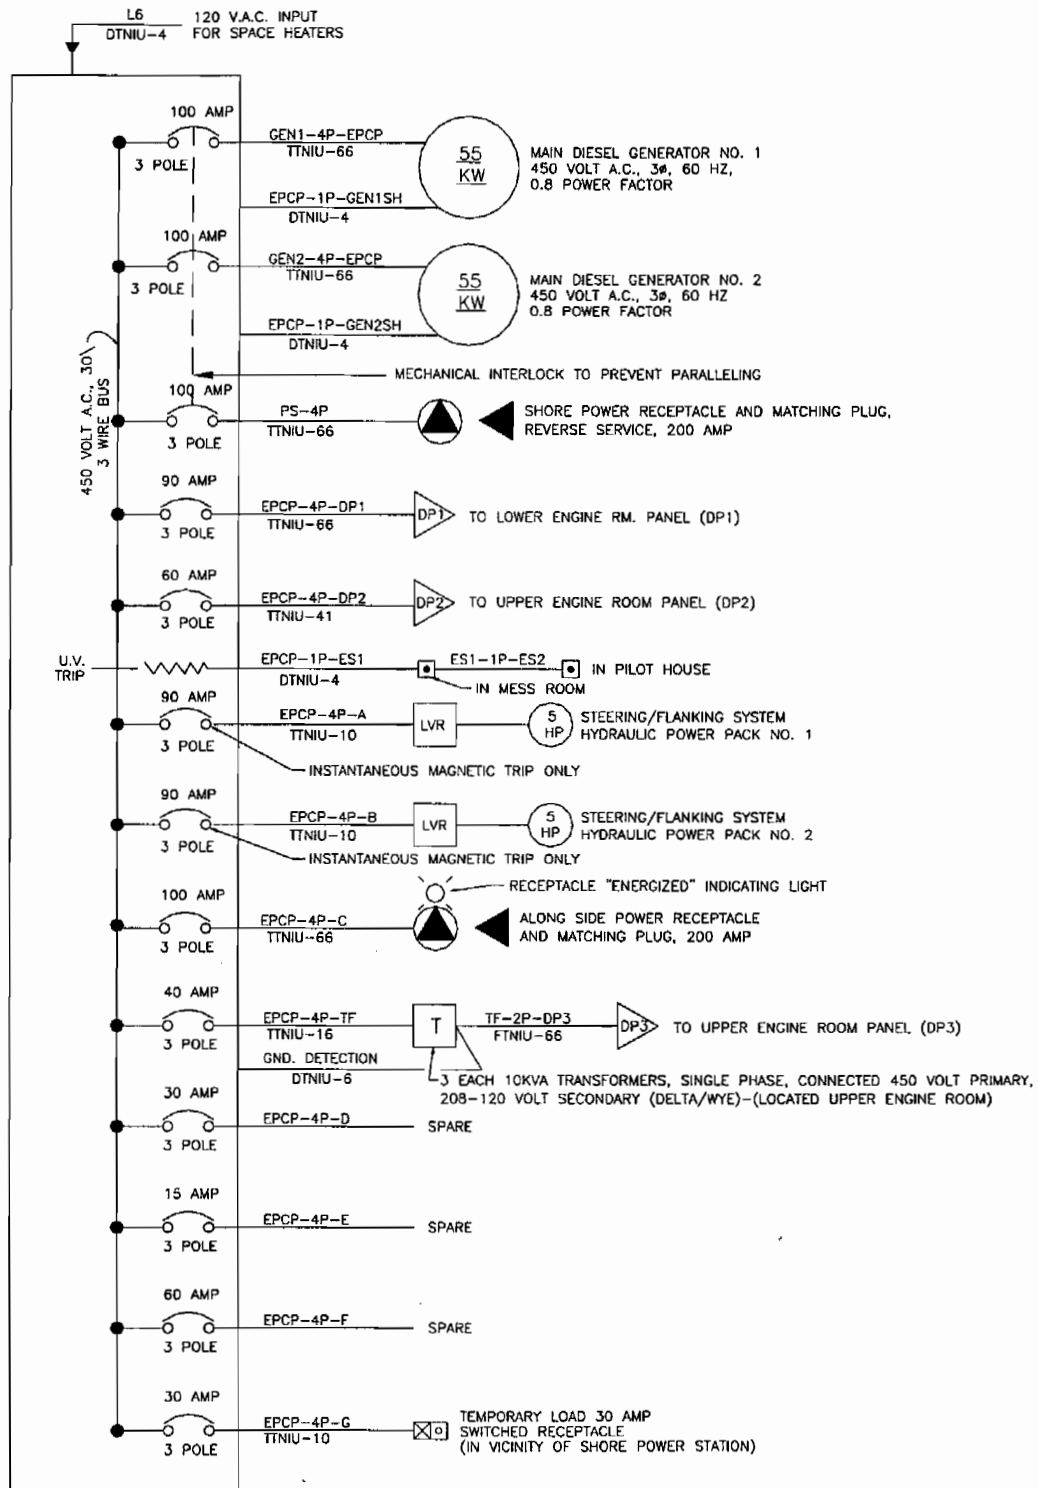 L6
DTNIU-4
120 V.A.C. INPUT
FOR SPACE HEATERS
100 AMP
3 POLE
GEN1-4P-EPCP
TTNIU-66
55
KW
MAIN DIESEL GENERATOR NO. 1
450 VOLT A.C., 3ø, 60 HZ,
0.8 POWER FACTOR
EPCP-1P-GEN1SH
DTNIU-4
100 AMP
3 POLE
GEN2-4P-EPCP
TTNIU-66
55
KW
MAIN DIESEL GENERATOR NO. 2
450 VOLT A.C., 3ø, 60 HZ
0.8 POWER FACTOR
EPCP-1P-GEN2SH
DTNIU-4
450 VOLT A.C., 30\
3 WIRE BUS
MECHANICAL INTERLOCK TO PREVENT PARALLELING
100 AMP
3 POLE
PS-4P
TTNIU-66
SHORE POWER RECEPTACLE AND MATCHING PLUG,
REVERSE SERVICE, 200 AMP
90 AMP
3 POLE
EPCP-4P-DP1
TTNIU-66
DP1
TO LOWER ENGINE RM. PANEL (DP1)
60 AMP
3 POLE
EPCP-4P-DP2
TTNIU-41
DP2
TO UPPER ENGINE ROOM PANEL (DP2)
U.V.
TRIP
EPCP-1P-ES1
DTNIU-4
ES1-1P-ES2
IN PILOT HOUSE
IN MESS ROOM
90 AMP
3 POLE
EPCP-4P-A
TTNIU-10
LVR
5
HP
STEERING/FLANKING SYSTEM
HYDRAULIC POWER PACK NO. 1
INSTANTANEOUS MAGNETIC TRIP ONLY
90 AMP
3 POLE
EPCP-4P-B
TTNIU-10
LVR
5
HP
STEERING/FLANKING SYSTEM
HYDRAULIC POWER PACK NO. 2
INSTANTANEOUS MAGNETIC TRIP ONLY
RECEPTACLE "ENERGIZED" INDICATING LIGHT
100 AMP
3 POLE
EPCP-4P-C
TTNIU-66
ALONG SIDE POWER RECEPTACLE
AND MATCHING PLUG, 200 AMP
40 AMP
3 POLE
EPCP-4P-TF
TTNIU-16
T
TF-2P-DP3
FTNIU-66
DP3
TO UPPER ENGINE ROOM PANEL (DP3)
GND. DETECTION
DTNIU-6
3 EACH 10KVA TRANSFORMERS, SINGLE PHASE, CONNECTED 450 VOLT PRIMARY,
208-120 VOLT SECONDARY (DELTA/WYE)-(LOCATED UPPER ENGINE ROOM)
30 AMP
3 POLE
EPCP-4P-D
SPARE
15 AMP
3 POLE
EPCP-4P-E
SPARE
60 AMP
3 POLE
EPCP-4P-F
SPARE
30 AMP
3 POLE
EPCP-4P-G
TTNIU-10
TEMPORARY LOAD 30 AMP
SWITCHED RECEPTACLE
(IN VICINITY OF SHORE POWER STATION)